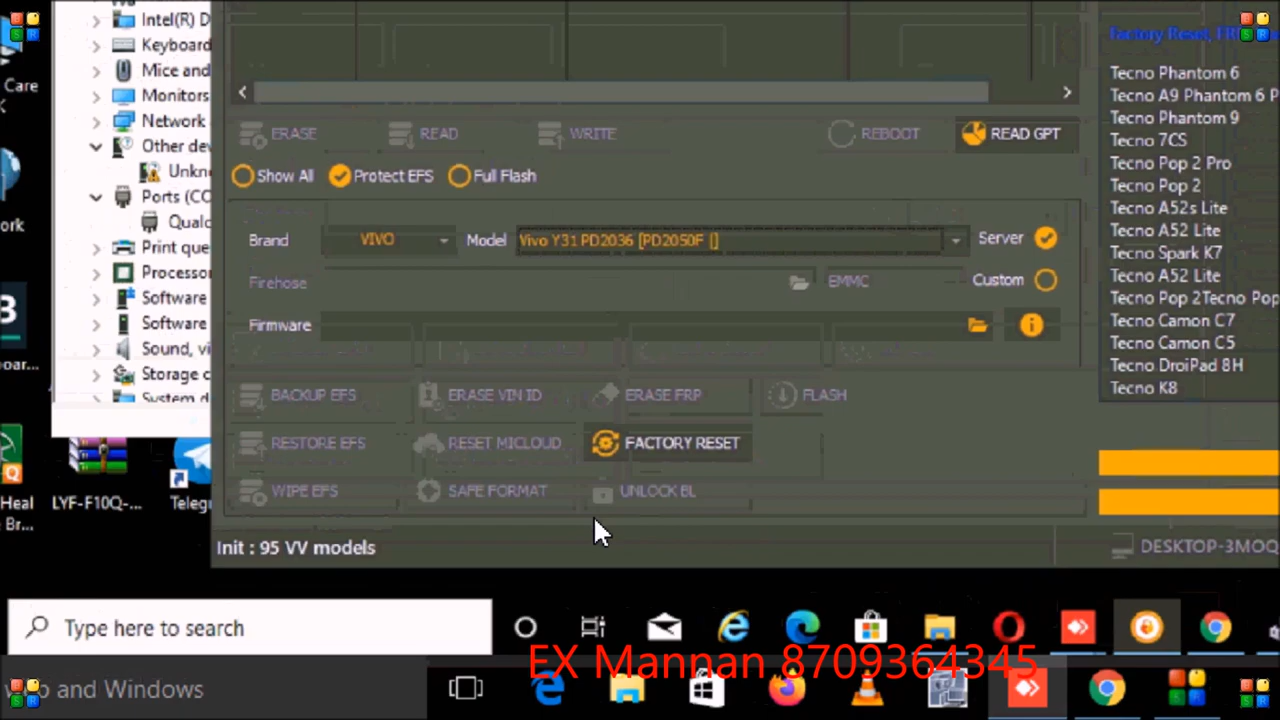 Intel(R) D
Keyboard
Care
Mice and
Monitors
Network
Other dev
Unkn
Ports (CO
Qualc
Print que
Processor
Software
Software
Sound, vi
Storage c
System d
ork
LYF-F10Q-...
Teleg
Heal
Br...
ERASE READ WRITE REBOOT READ GPT
Show All Protect EFS Full Flash
Brand VIVO Model Vivo Y31 PD2036 [PD2050F (] Server
Firehose EMMC Custom
Firmware
BACKUP EFS ERASE VIN ID ERASE FRP FLASH
RESTORE EFS RESET MICLOUD FACTORY RESET
WIPE EFS SAFE FORMAT UNLOCK BL
Init : 95 VV models
DESKTOP-3MOQ
Factory Reset, FR
Tecno Phantom 6
Tecno A9 Phantom 6 P
Tecno Phantom 9
Tecno 7CS
Tecno Pop 2 Pro
Tecno Pop 2
Tecno A52s Lite
Tecno A52 Lite
Tecno Spark K7
Tecno A52 Lite
Tecno Pop 2Tecno Pop
Tecno Camon C7
Tecno Camon C5
Tecno DroiPad 8H
Tecno K8
Type here to search
EX Mannan 8709364345
and Windows